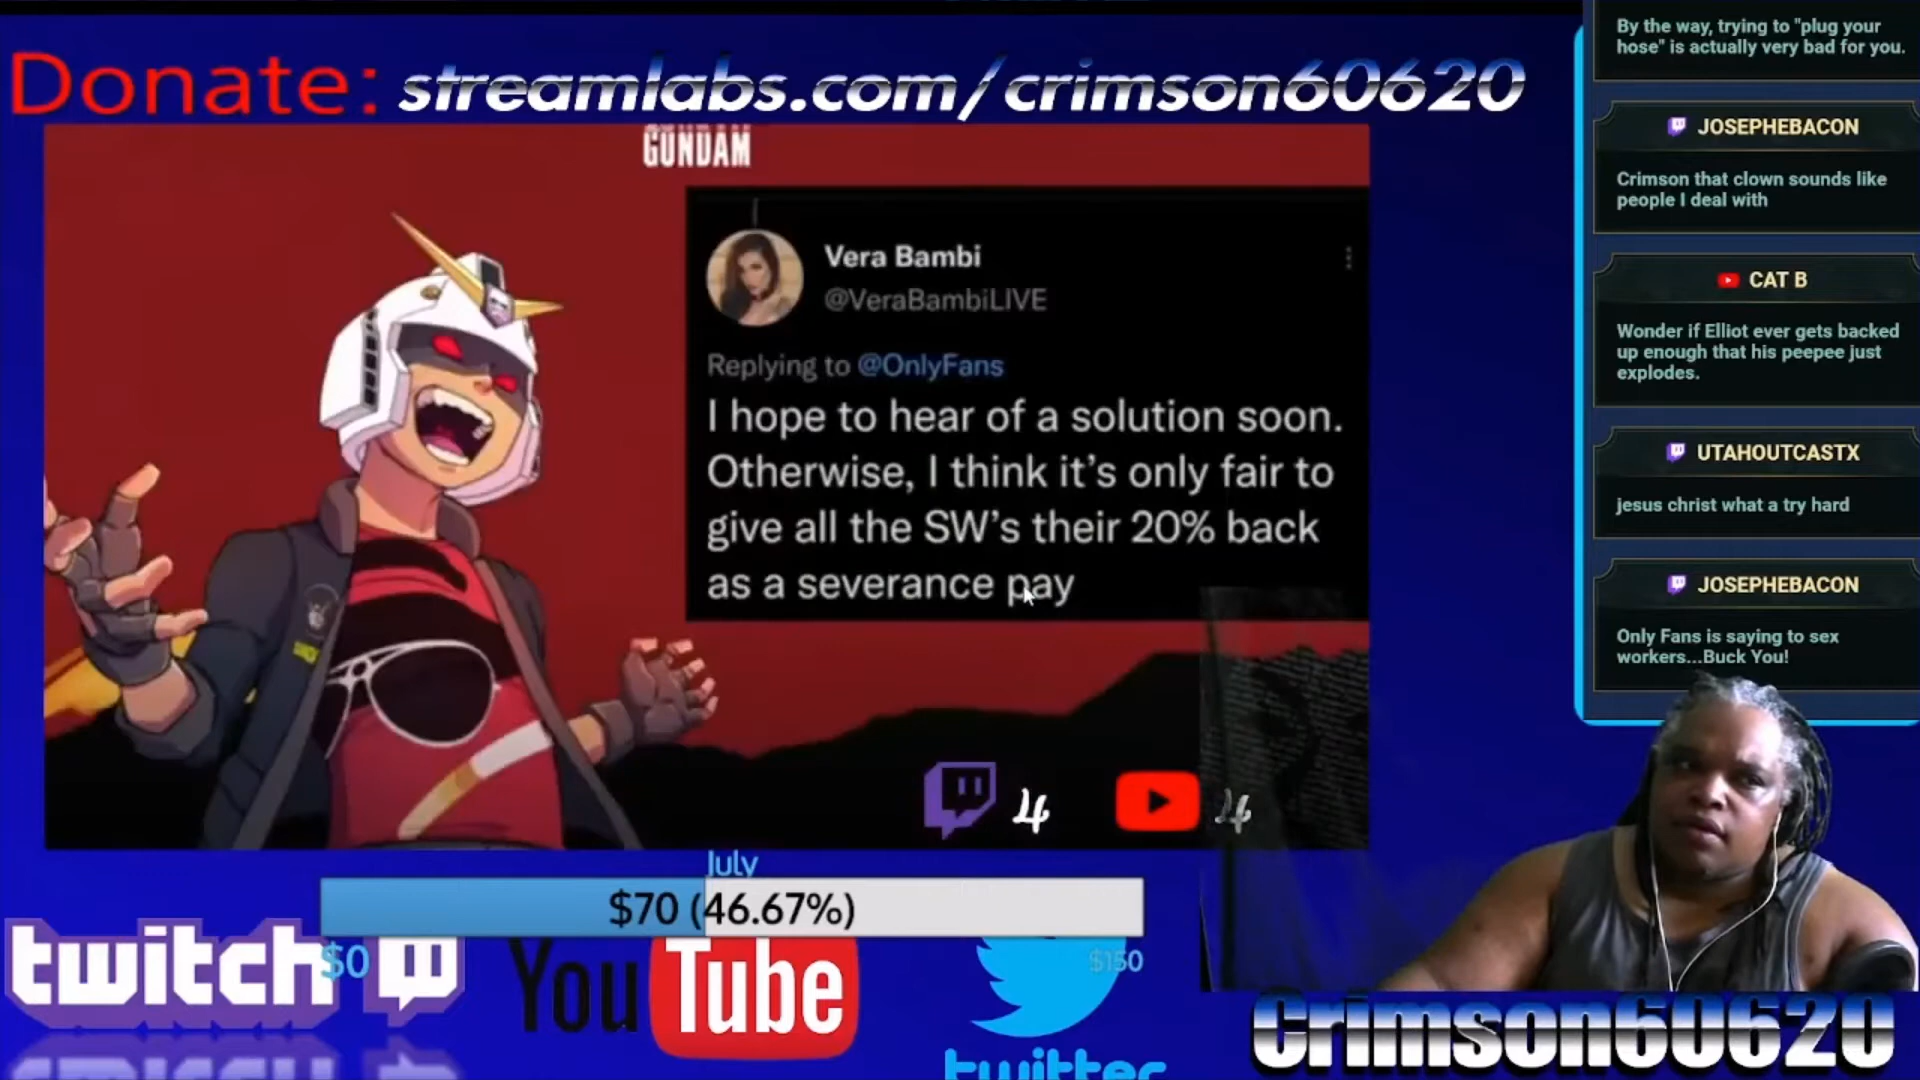 Donate: streamlabs.com/crimson60620
GUNDAM
Vera Bambi
@VeraBambiLIVE
Replying to @OnlyFans
I hope to hear of a solution soon.
Otherwise, I think it's only fair to
give all the SW's their 20% back
as a severance pay
4
4
July
$70 (46.67%)
$0
$150
twitch
YouTube
twitter
Crimson60620
By the way, trying to "plug your
hose" is actually very bad for you.
JOSEPHEBACON
Crimson that clown sounds like
people I deal with
CAT B
Wonder if Elliot ever gets backed
up enough that his peepee just
explodes.
UTAHOUTCASTX
jesus christ what a try hard
JOSEPHEBACON
Only Fans is saying to sex
workers...Buck You!